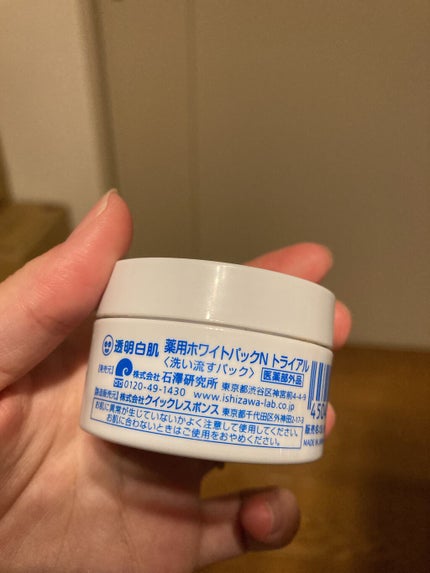 透明白肌 薬用ホワイトパックN トライアル
〈洗い流すパック〉 医薬部外品
【発売元】 株式会社 石澤研究所 東京都渋谷区神宮前4-4-9
0120-49-1430 www.ishizawa-lab.co.jp
製造販売元 株式会社クイックレスポンス 東京都千代田区外神田2-17-3
お肌に異常が生じていないかよく注意して使用してください。
お肌に合わないときはご使用をおやめください。
MADE IN